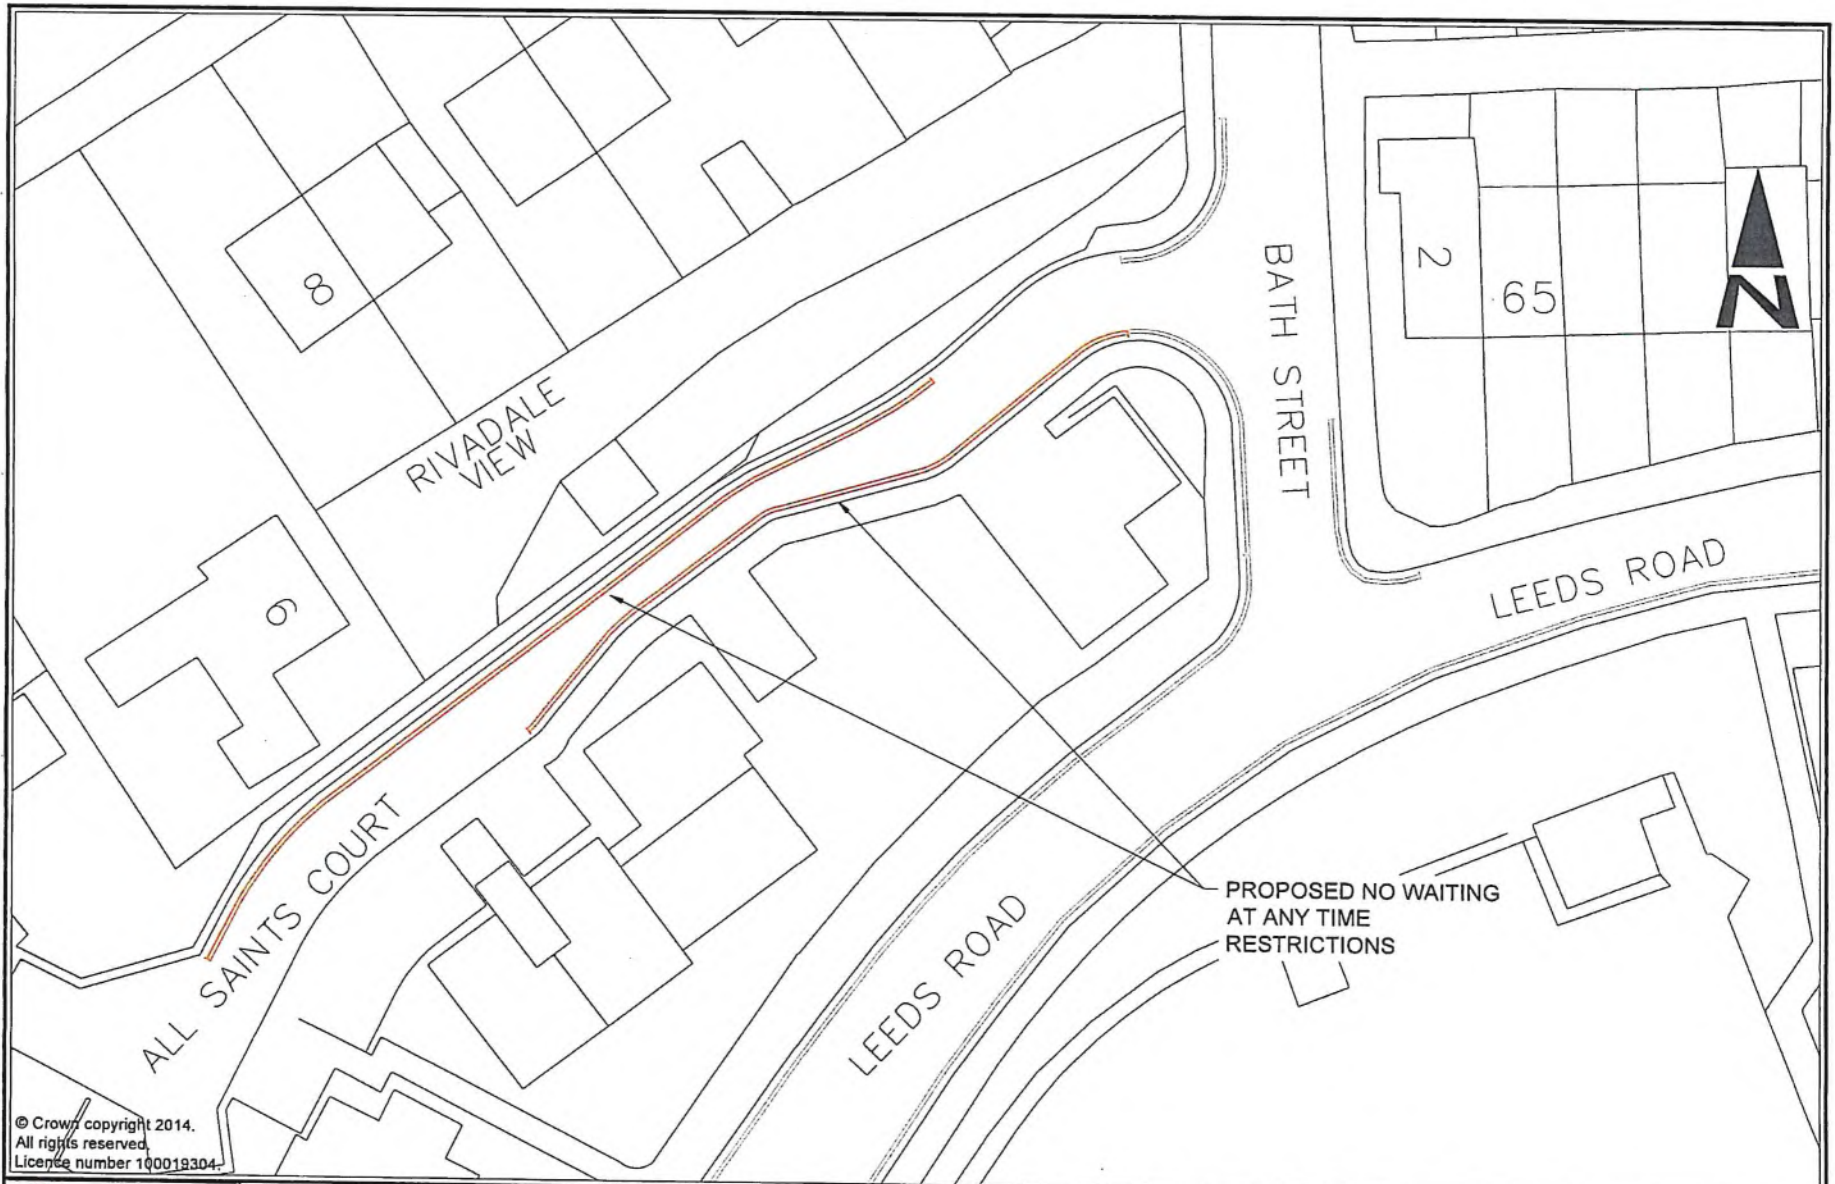 RIVADALE
VIEW
8
6
BATH STREET
2
65
N
LEEDS ROAD
ALL SAINTS COURT
LEEDS ROAD
PROPOSED NO WAITING
AT ANY TIME
RESTRICTIONS
© Crown copyright 2014.
All rights reserved.
Licence number 100019304.